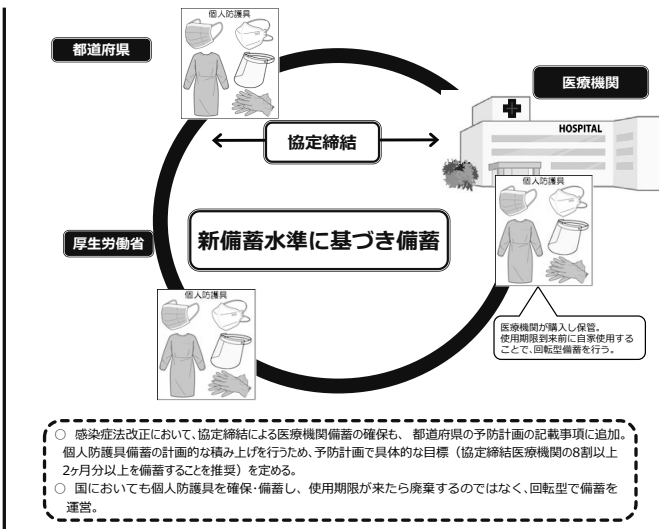 個人防護具
都道府県
医療機関
HOSPITAL
協定締結
個人防護具
新備蓄水準に基づき備蓄
厚生労働省
個人防護具
医療機関が購入し保管。
使用期限到来前に自家使用する
ことで、回転型備蓄を行う。
○ 感染症法改正において、協定締結による医療機関備蓄の確保も、都道府県の予防計画の記載事項に追加。
個人防護具備蓄の計画的な積み上げを行うため、予防計画で具体的な目標（協定締結医療機関の8割以上
2ヶ月分以上を備蓄することを推奨）を定める。
○ 国においても個人防護具を確保・備蓄し、使用期限が来たら廃棄するのではなく、回転型で備蓄を
運営。